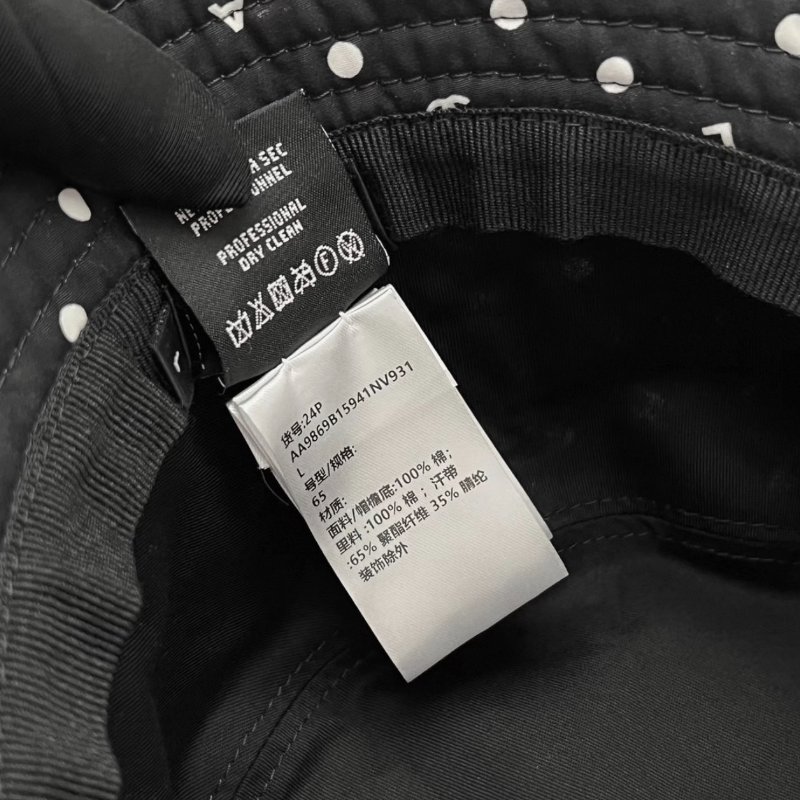 A SEC
PROFESSIONNEL
PROFESSIONAL
DRY CLEAN
货号:24P
AA9869B15941NV931
L
号型/规格:
65
材质:
面料/帽檐底:100% 棉;
里料:100% 棉; 汗带
:65% 聚酯纤维 35% 腈纶
装饰除外